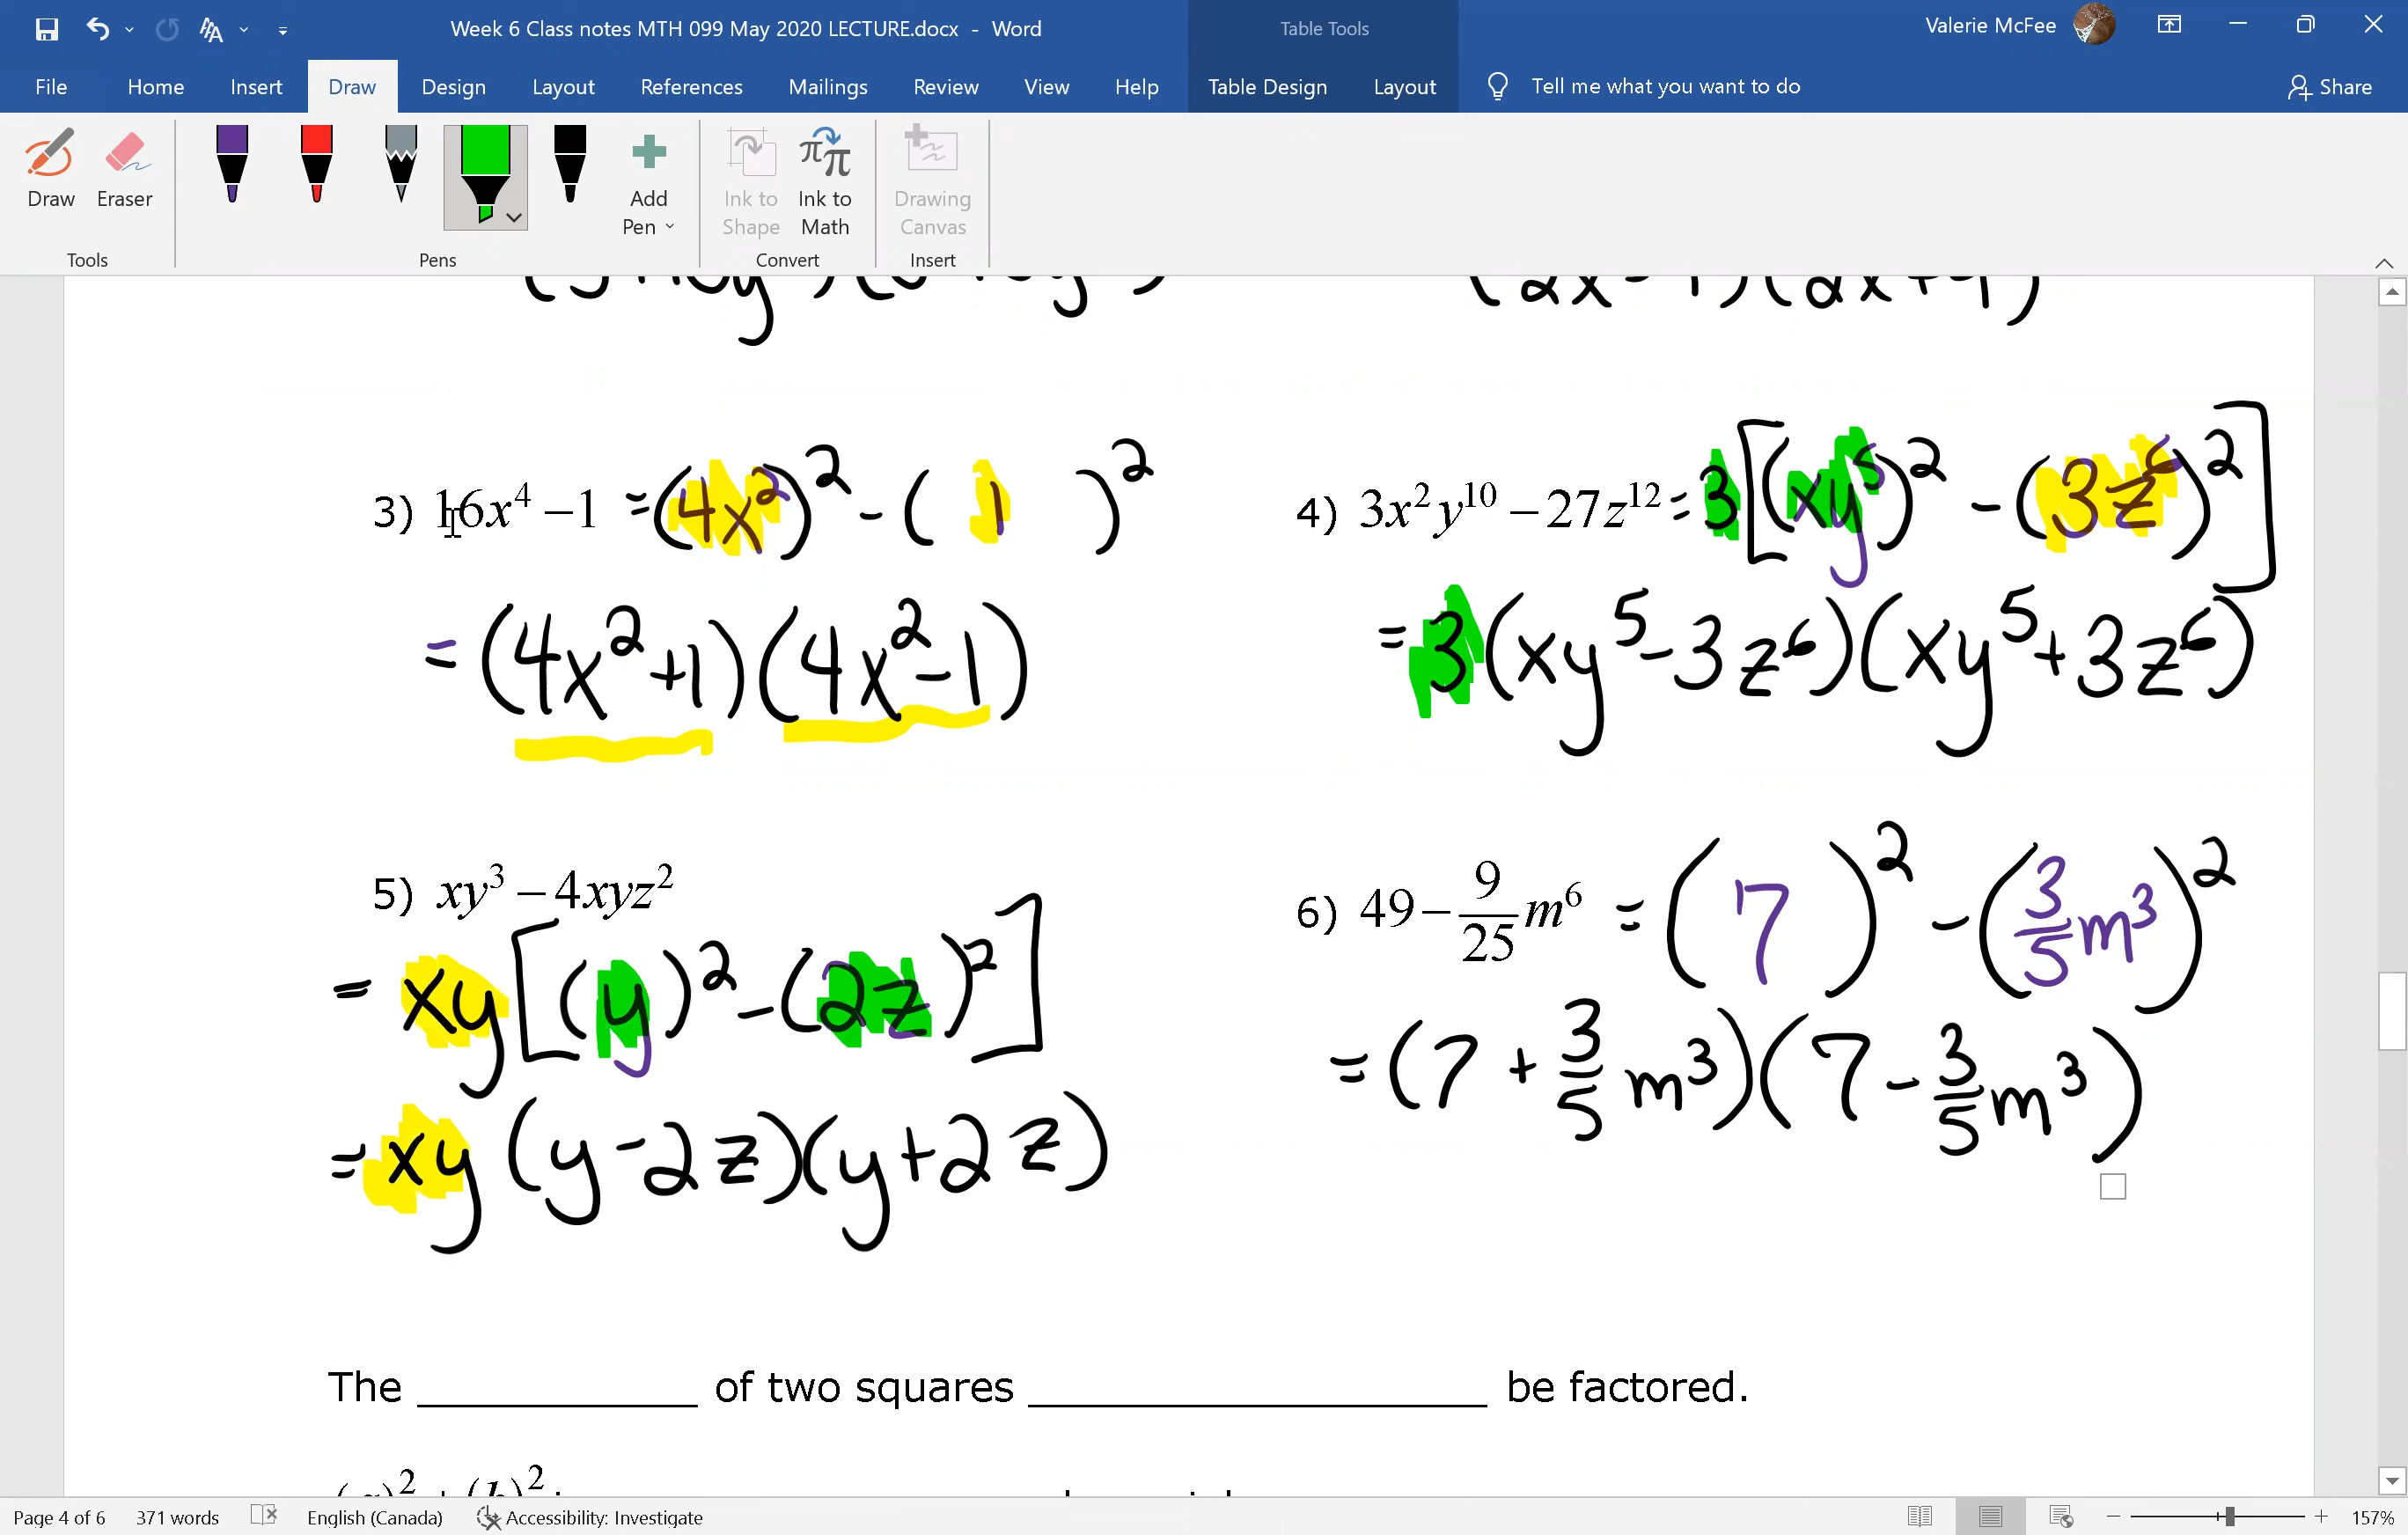 Week 6 Class notes MTH 099 May 2020 LECTURE.docx - Word
Table Tools
Valerie McFee
File Home Insert Draw Design Layout References Mailings Review View Help Table Design Layout Tell me what you want to do Share
Draw Eraser Add Pen Ink to Shape Ink to Math Drawing Canvas
Tools Pens Convert Insert
(2x-1)(2x+1)
3) 16x⁴ − 1 = (4x²)² - ( 1 )²
= (4x²+1)(4x²-1)
4) 3x²y¹⁰ − 27z¹² = 3[(xy⁵)² - (3z⁶)²]
= 3(xy⁵-3z⁶)(xy⁵+3z⁶)
5) xy³ − 4xyz²
= xy[(y)² - (2z)²]
= xy(y-2z)(y+2z)
6) 49 − 9/25 m⁶ = (7)² - (3/5 m³)²
= (7 + 3/5 m³)(7 - 3/5 m³)
The __________ of two squares ________________ be factored.
Page 4 of 6 371 words English (Canada) Accessibility: Investigate 157%